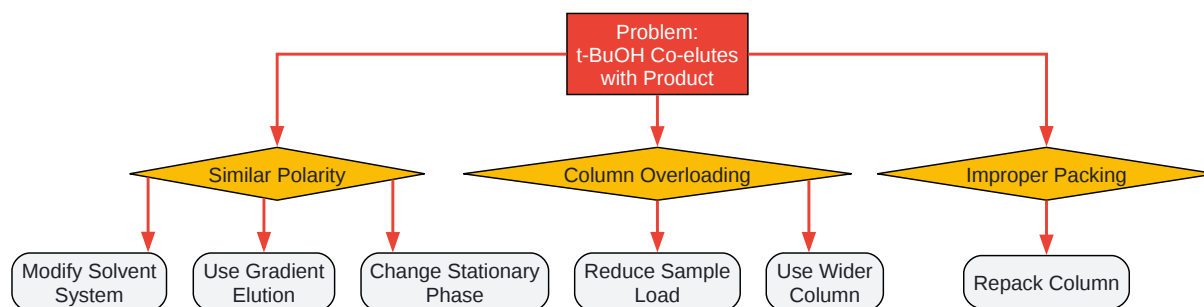 Problem:
t-BuOH Co-elutes
with Product
Similar Polarity
Column Overloading
Improper Packing
Modify Solvent
System
Use Gradient
Elution
Change Stationary
Phase
Reduce Sample
Load
Use Wider
Column
Repack Column